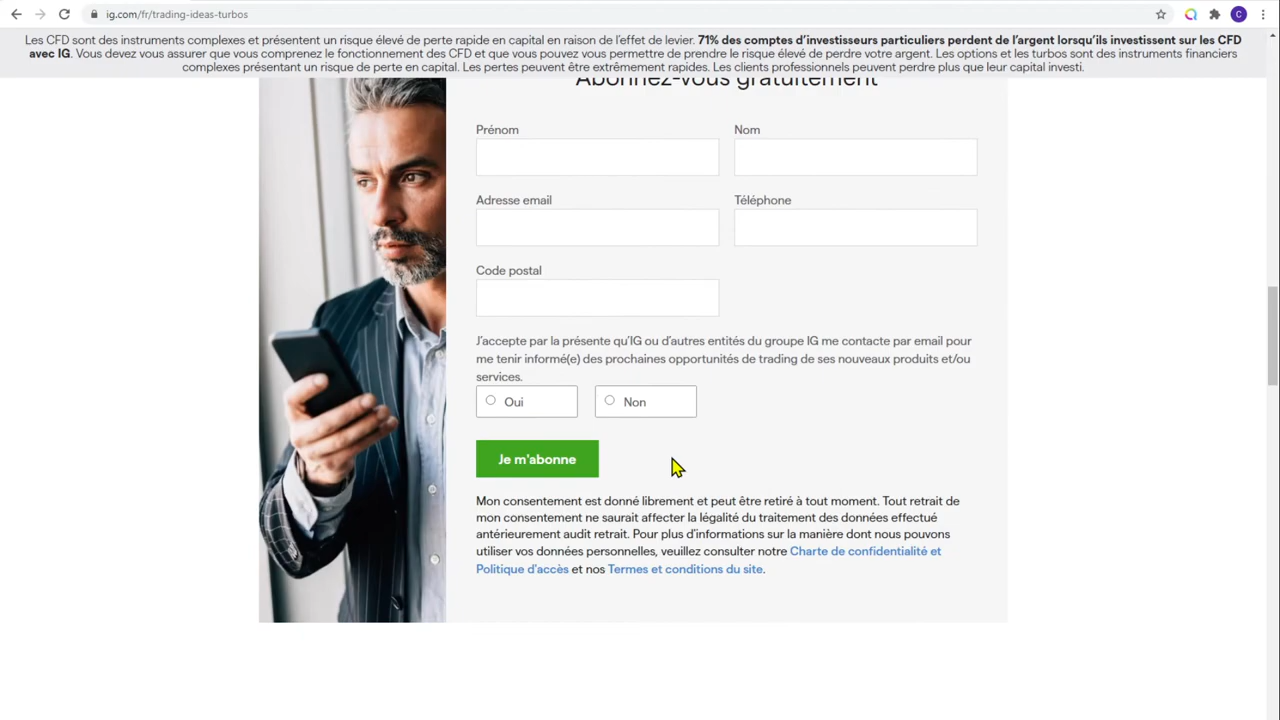 ig.com/fr/trading-ideas-turbos
C
Les CFD sont des instruments complexes et présentent un risque élevé de perte rapide en capital en raison de l'effet de levier. 71% des comptes d'investisseurs particuliers perdent de l'argent lorsqu'ils investissent sur les CFD
avec IG. Vous devez vous assurer que vous comprenez le fonctionnement des CFD et que vous pouvez vous permettre de prendre le risque élevé de perdre votre argent. Les options et les turbos sont des instruments financiers
complexes présentant un risque de perte en capital. Les pertes peuvent être extrêmement rapides. Les clients professionnels peuvent perdre plus que leur capital investi.
Abonnez-vous gratuitement
Prénom
Nom
Adresse email
Téléphone
Code postal
J'accepte par la présente qu'IG ou d'autres entités du groupe IG me contacte par email pour
me tenir informé(e) des prochaines opportunités de trading de ses nouveaux produits et/ou
services.
Oui
Non
Je m'abonne
Mon consentement est donné librement et peut être retiré à tout moment. Tout retrait de
mon consentement ne saurait affecter la légalité du traitement des données effectué
antérieurement audit retrait. Pour plus d'informations sur la manière dont nous pouvons
utiliser vos données personnelles, veuillez consulter notre Charte de confidentialité et
Politique d'accès et nos Termes et conditions du site.